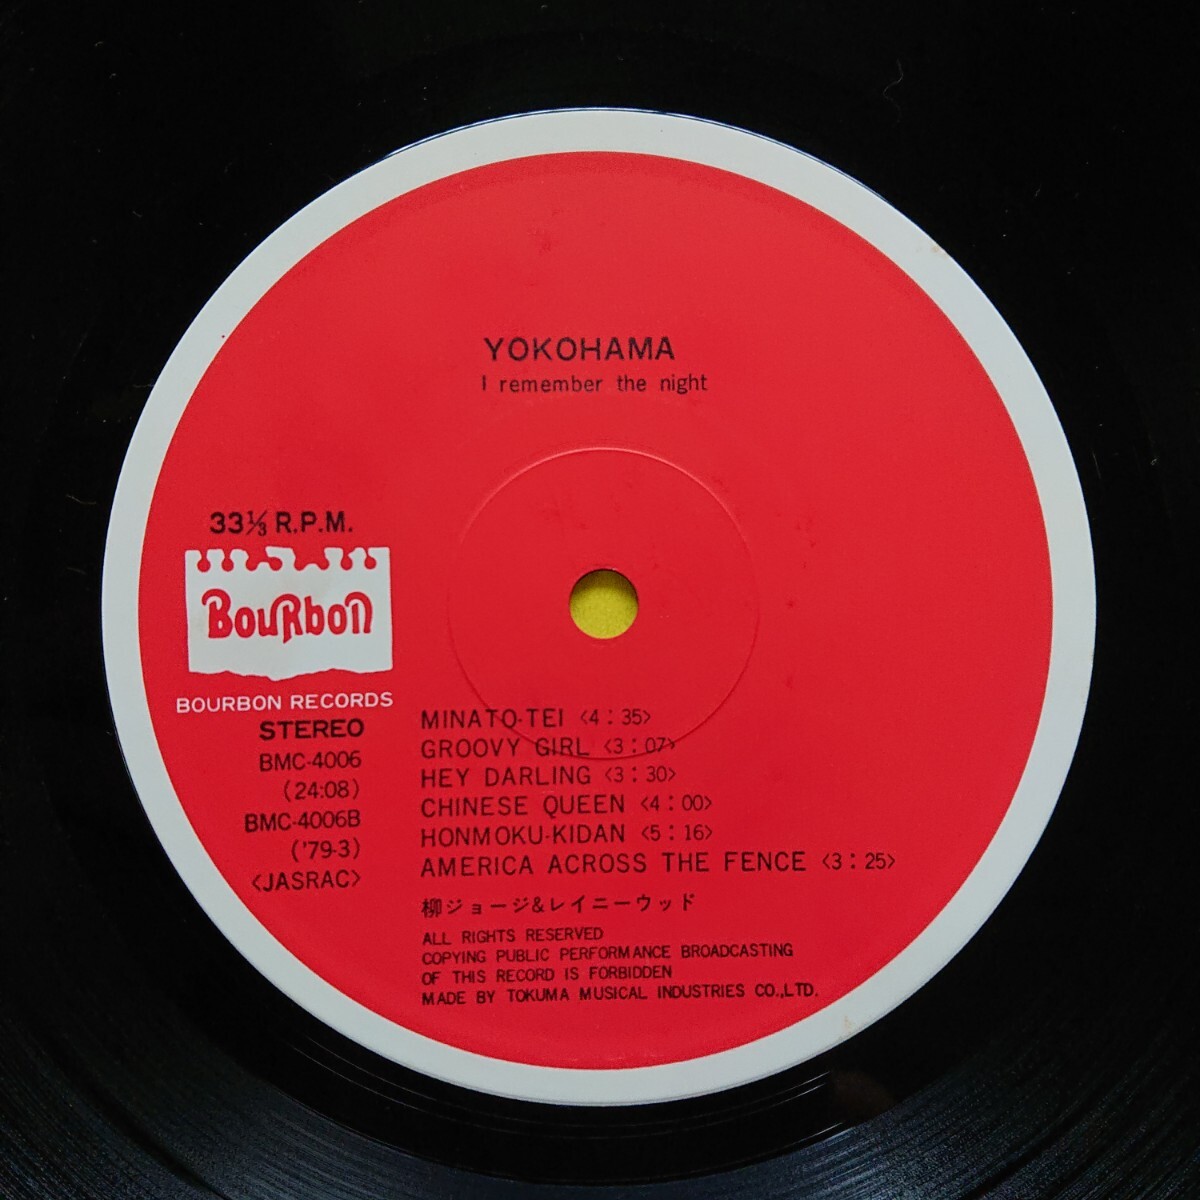 YOKOHAMA
I remember the night
33⅓ R.P.M.
BouRbon
BOURBON RECORDS
STEREO
BMC-4006
(24:08)
BMC-4006B
('79-3)
<JASRAC>
MINATO-TEI <4:35>
GROOVY GIRL <3:07>
HEY DARLING <3:30>
CHINESE QUEEN <4:00>
HONMOKU-KIDAN <5:16>
AMERICA ACROSS THE FENCE <3:25>
柳ジョージ&レイニーウッド
ALL RIGHTS RESERVED
COPYING PUBLIC PERFORMANCE BROADCASTING
OF THIS RECORD IS FORBIDDEN
MADE BY TOKUMA MUSICAL INDUSTRIES CO.,LTD.